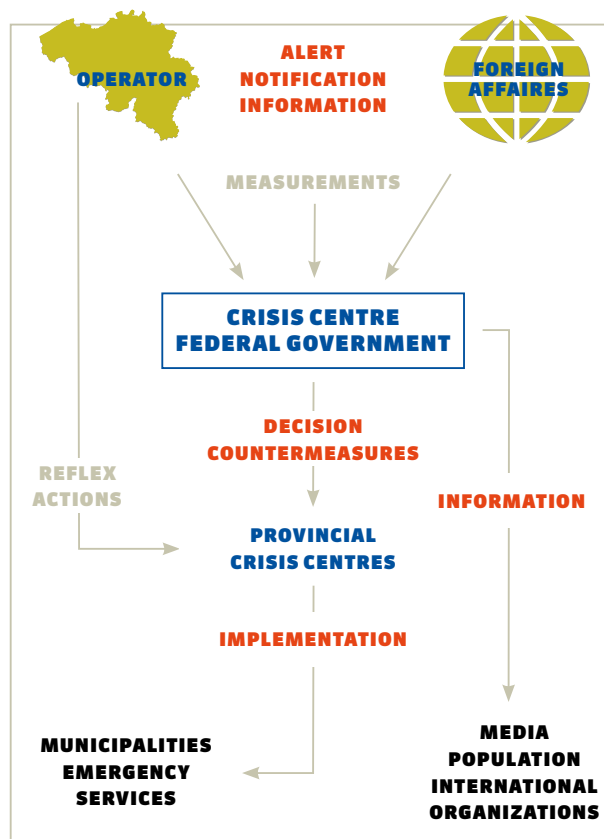 OPERATOR
ALERT
NOTIFICATION
INFORMATION
FOREIGN
AFFAIRES
MEASUREMENTS
CRISIS CENTRE
FEDERAL GOVERNMENT
DECISION
COUNTERMEASURES
REFLEX
ACTIONS
INFORMATION
PROVINCIAL
CRISIS CENTRES
IMPLEMENTATION
MUNICIPALITIES
EMERGENCY
SERVICES
MEDIA
POPULATION
INTERNATIONAL
ORGANIZATIONS